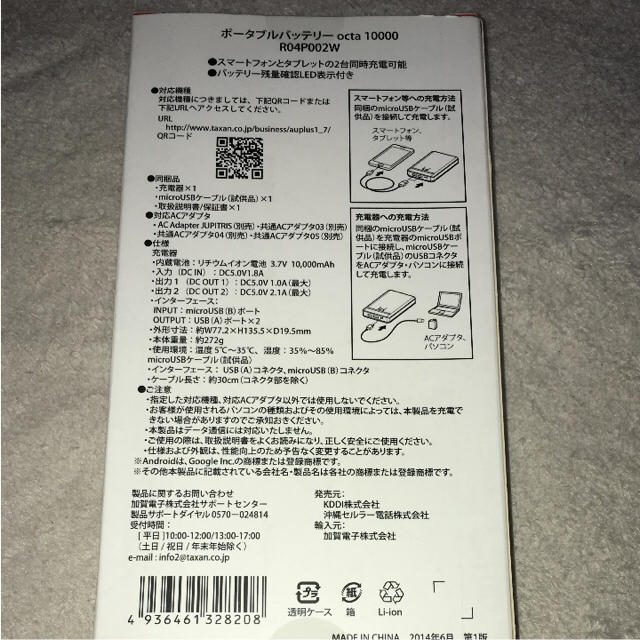 ポータブルバッテリー octa 10000
R04P002W
●スマートフォンとタブレットの2台同時充電可能
●バッテリー残量確認LED表示付き
●対応機種
対応機種につきましては、下記QRコードまたは
下記URLへアクセスしてください。
URL
http://www.taxan.co.jp/business/auplus1_7/
QRコード
●同梱品
・充電器×1
・microUSBケーブル(試供品)×1
・取扱説明書/保証書×1
●対応ACアダプタ
・AC Adapter JUPITRIS(別売)・共通ACアダプタ03(別売)
・共通ACアダプタ04(別売)・共通ACアダプタ05(別売)
●仕様
充電器
・内蔵電池:リチウムイオン電池 3.7V 10,000mAh
・入力(DC IN):DC5.0V1.8A
・出力1(DC OUT1):DC5.0V 1.0A(最大)
・出力2(DC OUT2):DC5.0V 2.1A(最大)
・インターフェース:
INPUT:microUSB(B)ポート
OUTPUT:USB(A)ポート×2
・外形寸法:約W77.2×H135.5×D19.5mm
・本体重量:約272g
・使用環境:温度5℃~35℃、湿度:35%~85%
microUSBケーブル(試供品)
・インターフェース:USB(A)コネクタ、microUSB(B)コネクタ
・ケーブル長さ:約30cm(コネクタ部を除く)
●ご注意
・指定した対応機種、対応ACアダプタ以外では使用しないでください。
・お客様が使用されるパソコンの種類およびその使用環境によっては、本製品を充電で
きない場合がありますのでご承知おきください。
・本製品はデータ通信には対応いたしません。
・ご使用の際は、取扱説明書をよくお読みになり、正しく安全にご使用ください。
・仕様および外観は、性能向上のため予告なく変更することがあります。
※Androidは、Google Inc.の商標または登録商標です。
※その他本製品に記載されている会社名・製品名は各社の商標または登録商標です。
スマートフォン等への充電方法
同梱のmicroUSBケーブル(試
供品)を接続して充電します。
スマートフォン、
タブレット等
充電器への充電方法
同梱のmicroUSBケーブル(試供
品)を充電器のmicroUSBポー
トに接続し、microUSBケー
ブル(試供品)のUSBコネクタ
をACアダプタ・パソコンに接続
して充電します。
ACアダプタ、
パソコン
製品に関するお問い合わせ
加賀電子株式会社サポートセンター
製品サポートダイヤル0570-024814
受付時間:
[平日]10:00-12:00/13:00-17:00
(土日/祝日/年末年始除く)
e-mail : info2@taxan.co.jp
発売元:
KDDI株式会社
沖縄セルラー電話株式会社
輸入元:
加賀電子株式会社
4 936461 328208
プラ
透明ケース
紙
箱
Li-ion
MADE IN CHINA 2014年6月 第1版